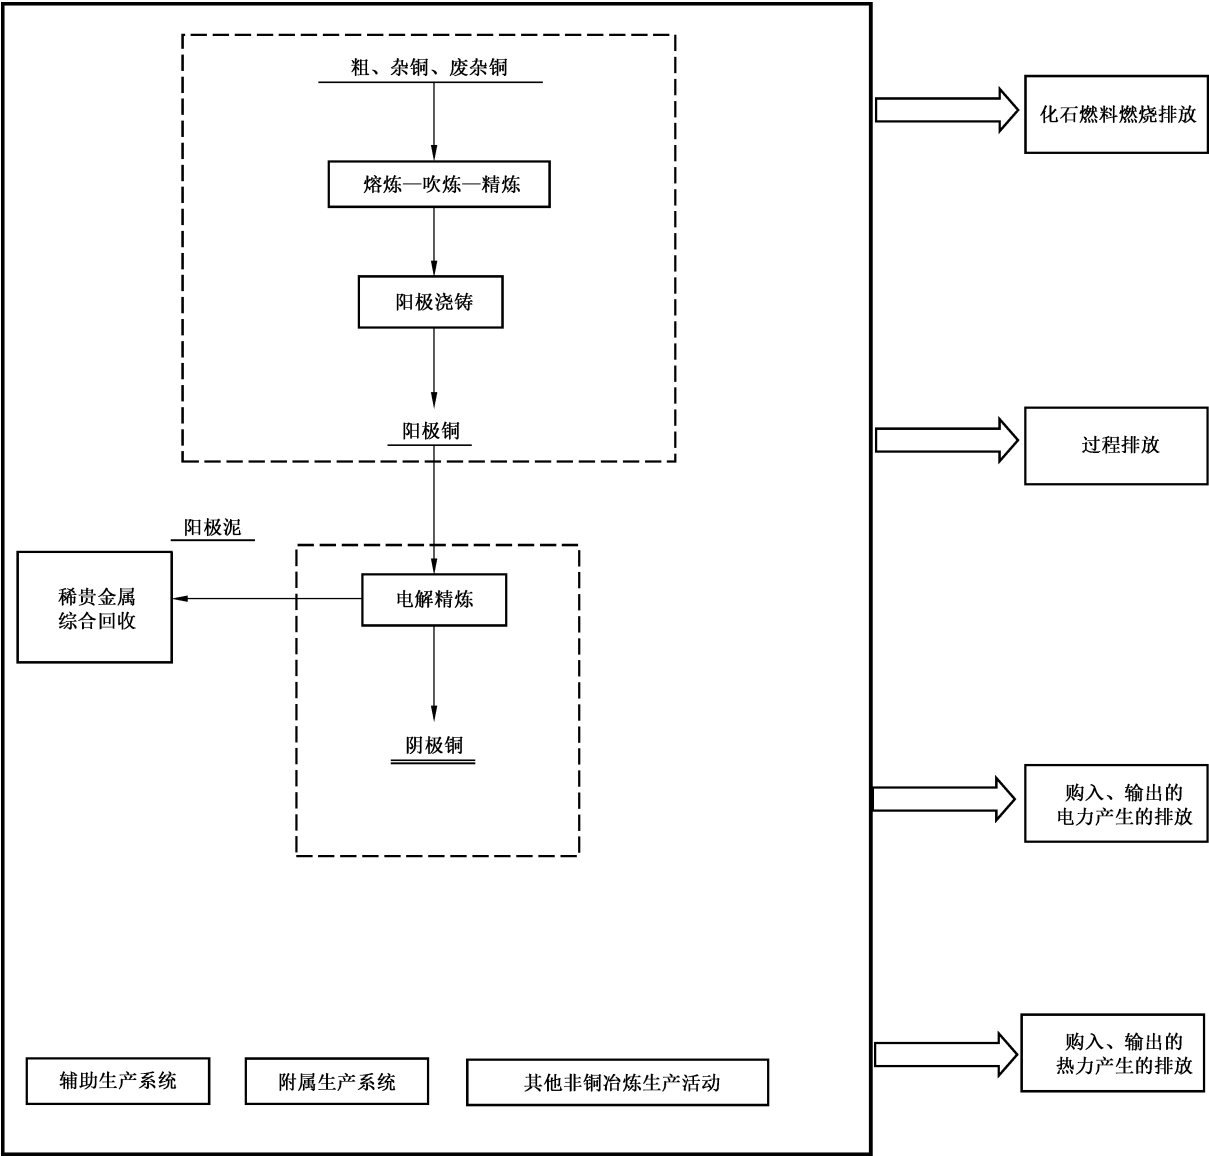 粗、杂铜、废杂铜
熔炼—吹炼—精炼
阳极浇铸
阳极铜
阳极泥
稀贵金属
综合回收
电解精炼
阴极铜
辅助生产系统
附属生产系统
其他非铜冶炼生产活动
化石燃料燃烧排放
过程排放
购入、输出的
电力产生的排放
购入、输出的
热力产生的排放